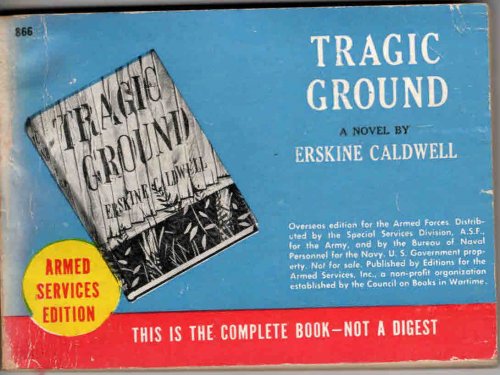 866
TRAGIC
GROUND
A NOVEL BY
ERSKINE CALDWELL
TRAGIC
GROUND
ERSKINE CALDWELL
Overseas edition for the Armed Forces. Distrib-
uted by the Special Services Division, A.S.F.,
for the Army, and by the Bureau of Naval
Personnel for the Navy. U. S. Government prop-
erty. Not for sale. Published by Editions for the
Armed Services, Inc., a non-profit organization
established by the Council on Books in Wartime.
ARMED
SERVICES
EDITION
THIS IS THE COMPLETE BOOK—NOT A DIGEST